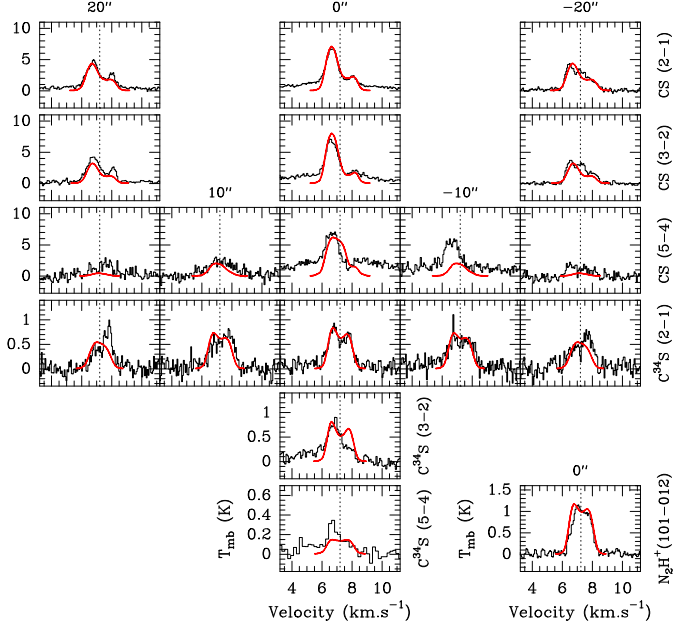 20″ 0″ −20″
10
5
0
CS (2−1)
10
5
0
CS (3−2)
10″ −10″
10
5
0
CS (5−4)
1
0.5
0
C³⁴S (2−1)
1
0.5
0
C³⁴S (3−2)
0″
0.6
0.4
0.2
0
T_mb (K)
C³⁴S (5−4)
1.5
1
0.5
0
T_mb (K)
N₂H⁺(101−012)
4 6 8 10 4 6 8 10
Velocity (km.s⁻¹) Velocity (km.s⁻¹)